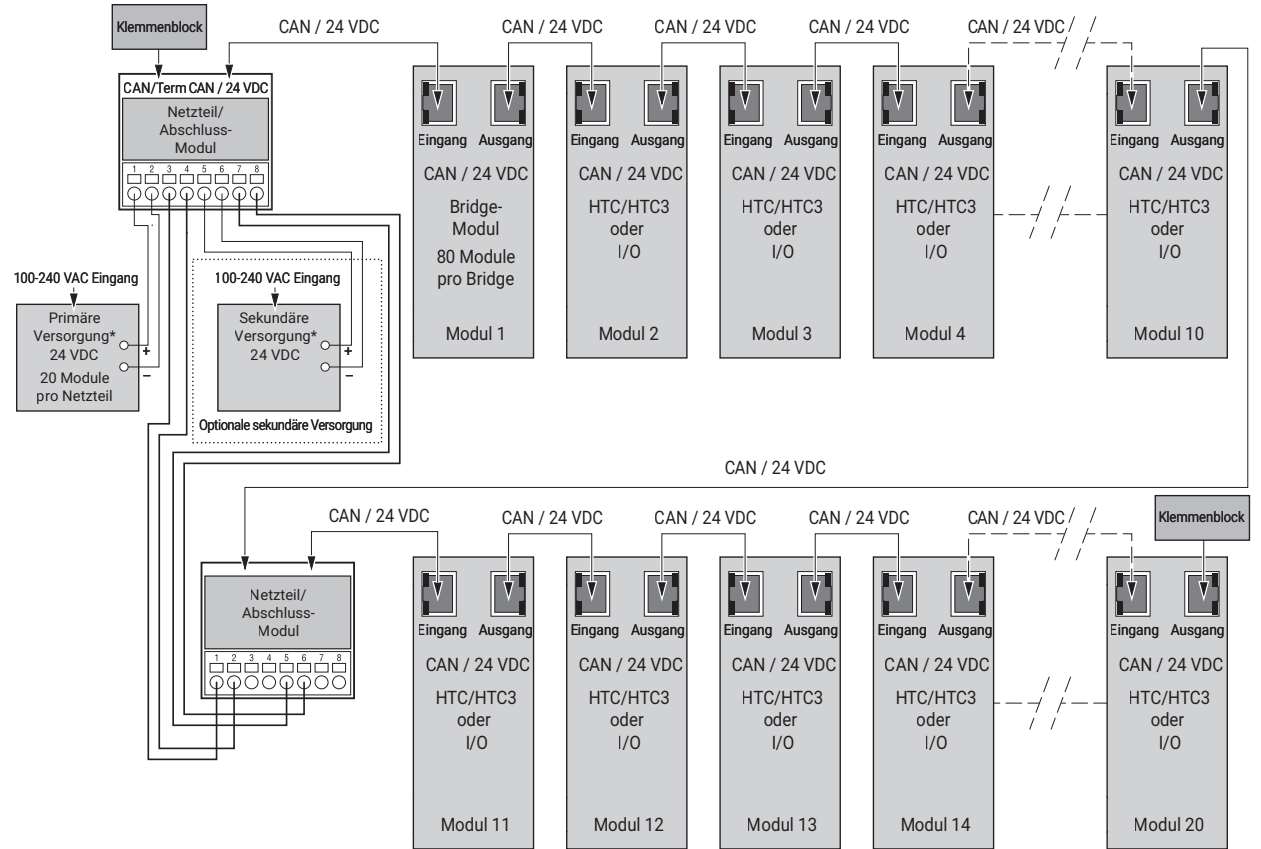 Klemmenblock
CAN / 24 VDC
CAN / 24 VDC
CAN / 24 VDC
CAN / 24 VDC
CAN / 24 VDC
CAN/Term CAN / 24 VDC
Netzteil/
Abschluss-
Modul
1 2 3 4 5 6 7 8
Eingang Ausgang
CAN / 24 VDC
Bridge-
Modul
80 Module
pro Bridge
Modul 1
Eingang Ausgang
CAN / 24 VDC
HTC/HTC3
oder
I/O
Modul 2
Eingang Ausgang
CAN / 24 VDC
HTC/HTC3
oder
I/O
Modul 3
Eingang Ausgang
CAN / 24 VDC
HTC/HTC3
oder
I/O
Modul 4
Eingang Ausgang
CAN / 24 VDC
HTC/HTC3
oder
I/O
Modul 10
100-240 VAC Eingang
Primäre
Versorgung*
24 VDC
20 Module
pro Netzteil
+
–
100-240 VAC Eingang
Sekundäre
Versorgung*
24 VDC
+
–
Optionale sekundäre Versorgung
CAN / 24 VDC
CAN / 24 VDC
CAN / 24 VDC
CAN / 24 VDC
CAN / 24 VDC
CAN / 24 VDC
Klemmenblock
Netzteil/
Abschluss-
Modul
1 2 3 4 5 6 7 8
Eingang Ausgang
CAN / 24 VDC
HTC/HTC3
oder
I/O
Modul 11
Eingang Ausgang
CAN / 24 VDC
HTC/HTC3
oder
I/O
Modul 12
Eingang Ausgang
CAN / 24 VDC
HTC/HTC3
oder
I/O
Modul 13
Eingang Ausgang
CAN / 24 VDC
HTC/HTC3
oder
I/O
Modul 14
Eingang Ausgang
CAN / 24 VDC
HTC/HTC3
oder
I/O
Modul 20